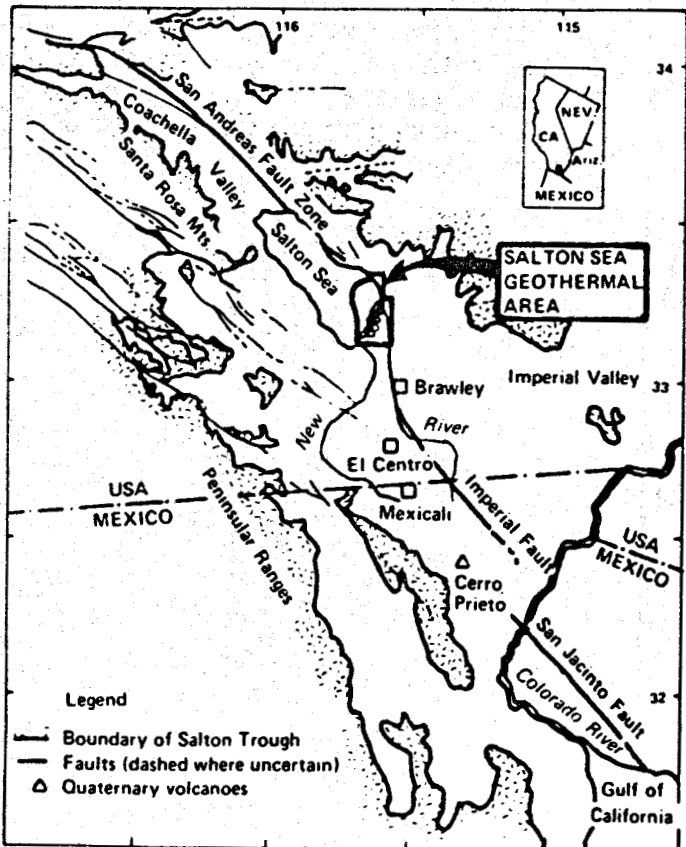 116
115
34
San Andreas Fault Zone
Coachella
Valley
Santa Rosa Mts.
NEV.
CA
Ariz.
MEXICO
Salton Sea
SALTON SEA
GEOTHERMAL
AREA
33
Brawley
Imperial Valley
New
River
El Centro
USA
MEXICO
Mexicali
Imperial Fault
USA
MEXICO
Peninsular Ranges
Cerro
Prieto
San Jacinto Fault
Colorado River
32
Legend
Boundary of Salton Trough
Faults (dashed where uncertain)
Quaternary volcanoes
Gulf of
California